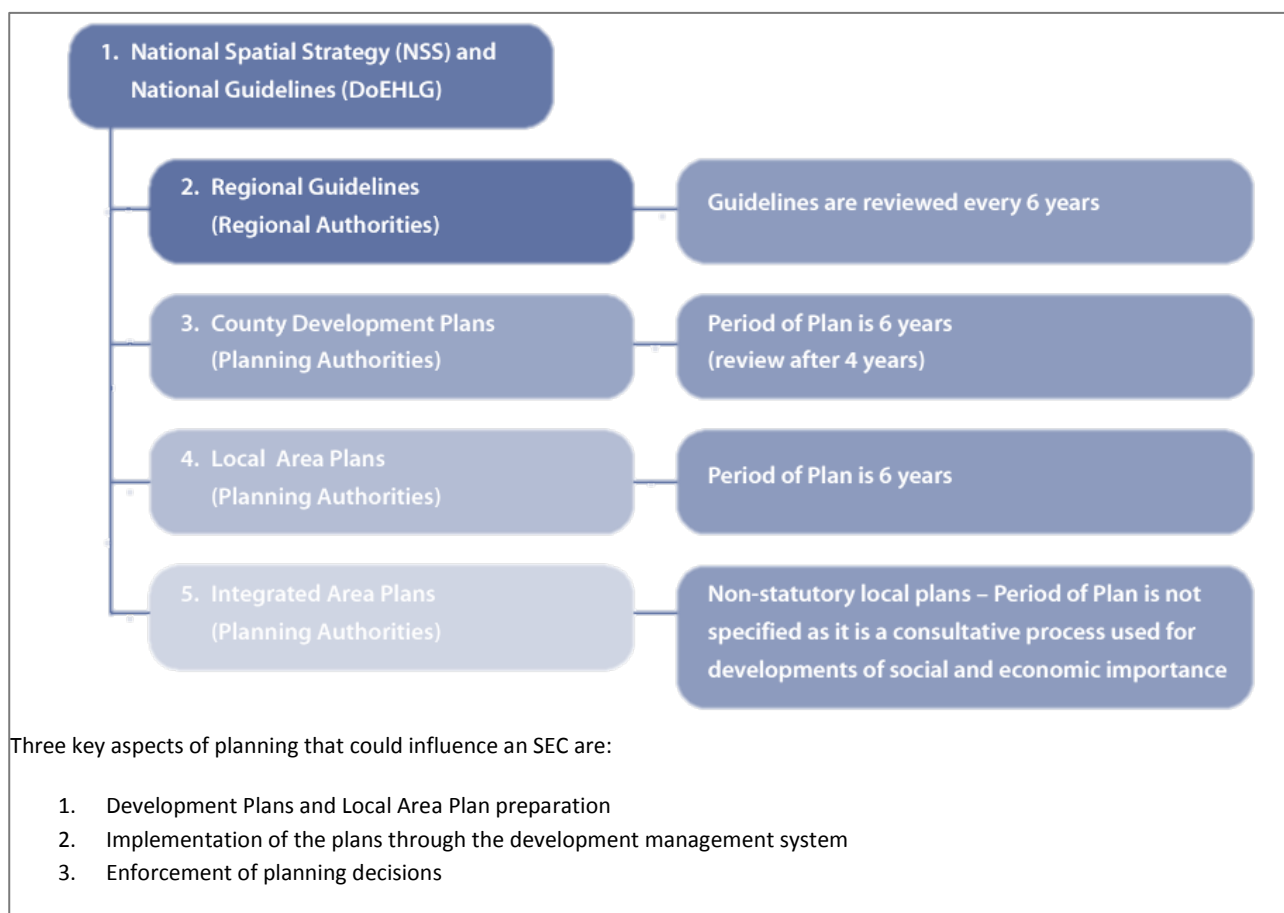 1. National Spatial Strategy (NSS) and
National Guidelines (DoEHLG)
2. Regional Guidelines
(Regional Authorities)
Guidelines are reviewed every 6 years
3. County Development Plans
(Planning Authorities)
Period of Plan is 6 years
(review after 4 years)
4. Local Area Plans
(Planning Authorities)
Period of Plan is 6 years
5. Integrated Area Plans
(Planning Authorities)
Non-statutory local plans – Period of Plan is not
specified as it is a consultative process used for
developments of social and economic importance
Three key aspects of planning that could influence an SEC are:
1. Development Plans and Local Area Plan preparation
2. Implementation of the plans through the development management system
3. Enforcement of planning decisions